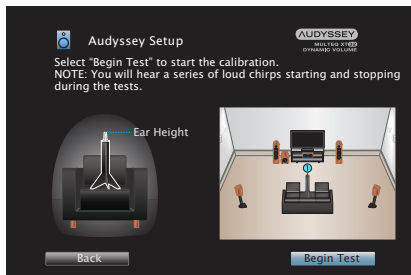 Audyssey Setup
AUDYSSEY
MULTEQ XT32
DYNAMIC VOLUME
Select “Begin Test” to start the calibration.
NOTE: You will hear a series of loud chirps starting and stopping
during the tests.
Ear Height
1
Back
Begin Test